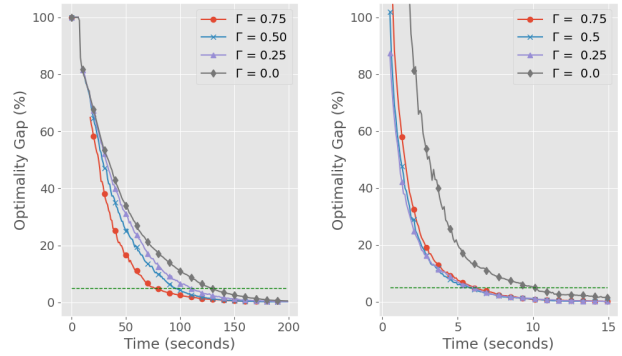 Optimality Gap (%)
100
80
60
40
20
0
0
50
100
150
200
Time (seconds)
Γ = 0.75
Γ = 0.50
Γ = 0.25
Γ = 0.0
Optimality Gap (%)
100
80
60
40
20
0
0
5
10
15
Time (seconds)
Γ = 0.75
Γ = 0.5
Γ = 0.25
Γ = 0.0